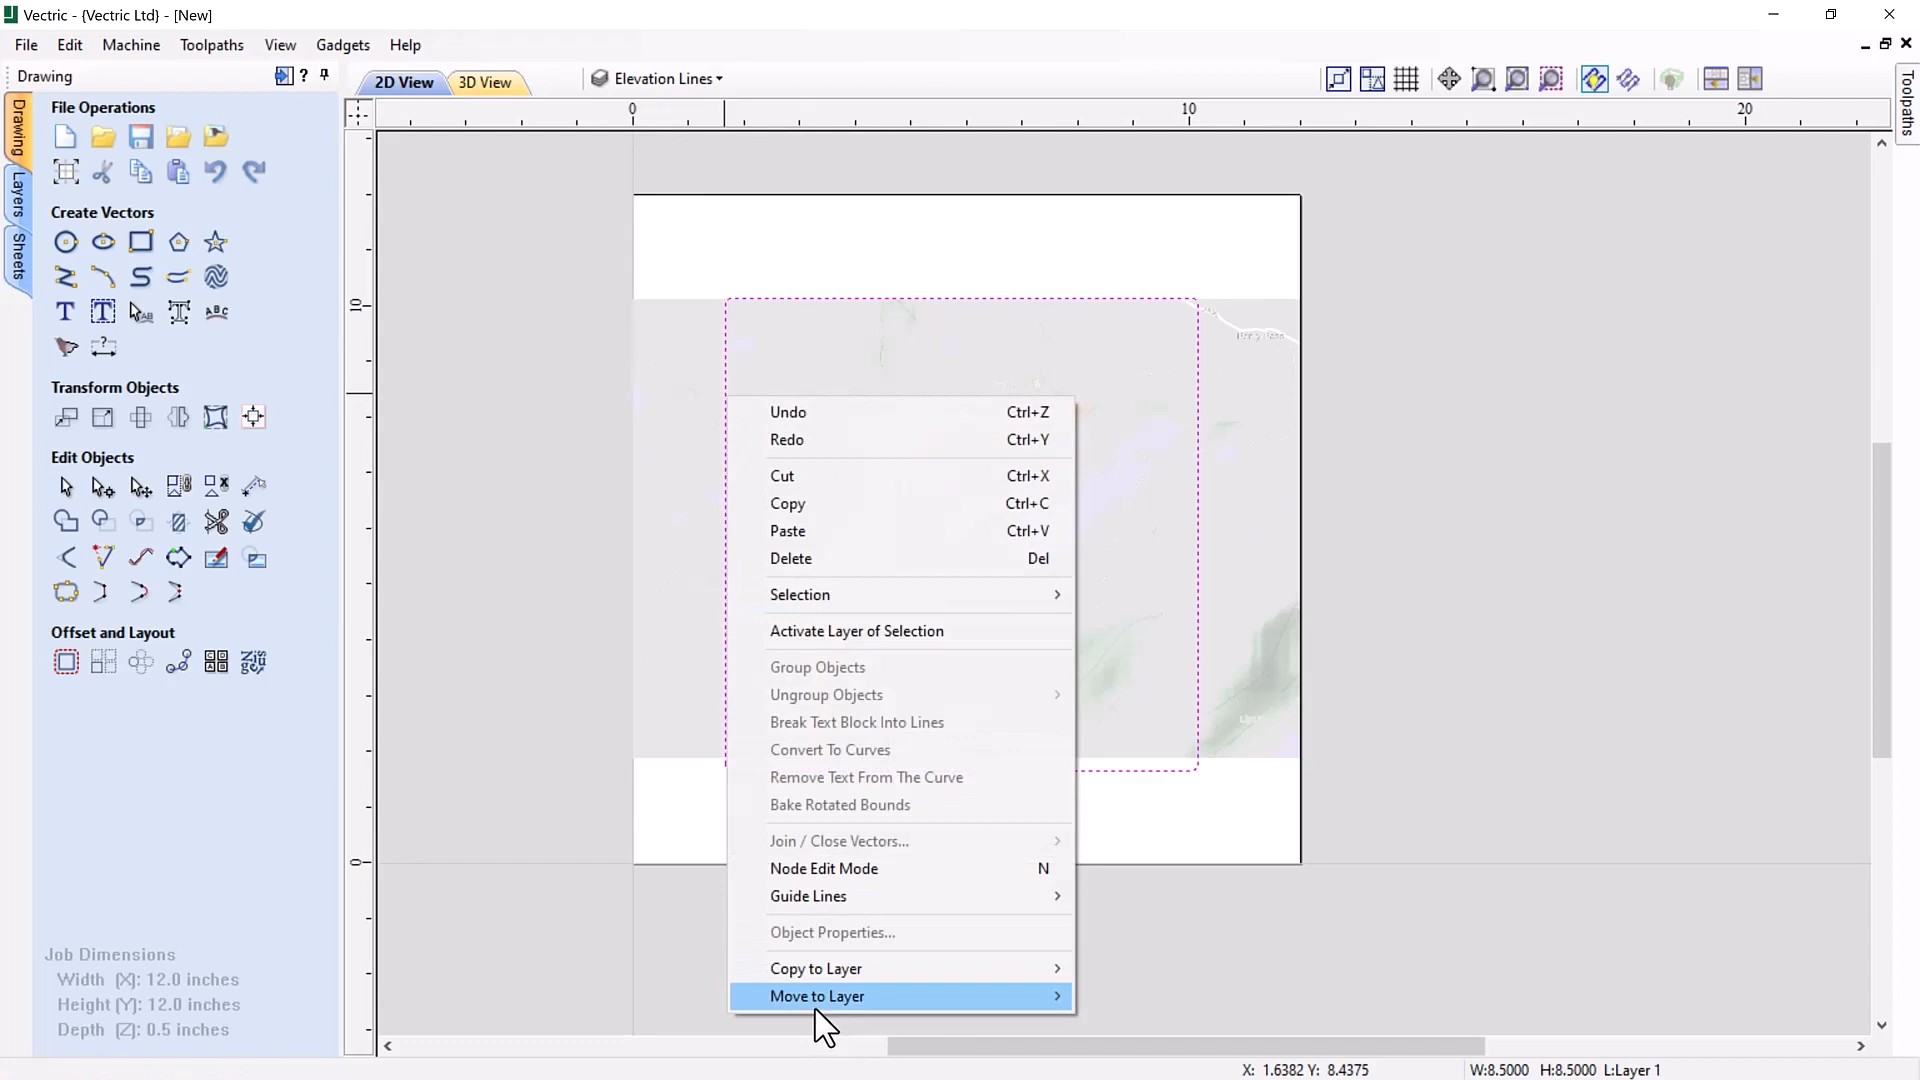 Vectric - {Vectric Ltd} - [New]
File Edit Machine Toolpaths View Gadgets Help
Drawing
2D View 3D View Elevation Lines
Toolpaths
Drawing
Layers
Sheets
File Operations
Create Vectors
Transform Objects
Edit Objects
Offset and Layout
Job Dimensions
Width (X): 12.0 inches
Height (Y): 12.0 inches
Depth (Z): 0.5 inches
0 10 20
10
0
Undo Ctrl+Z
Redo Ctrl+Y
Cut Ctrl+X
Copy Ctrl+C
Paste Ctrl+V
Delete Del
Selection
Activate Layer of Selection
Group Objects
Ungroup Objects
Break Text Block Into Lines
Convert To Curves
Remove Text From The Curve
Bake Rotated Bounds
Join / Close Vectors...
Node Edit Mode N
Guide Lines
Object Properties...
Copy to Layer
Move to Layer
X: 1.6382 Y: 8.4375 W:8.5000 H:8.5000 L:Layer 1